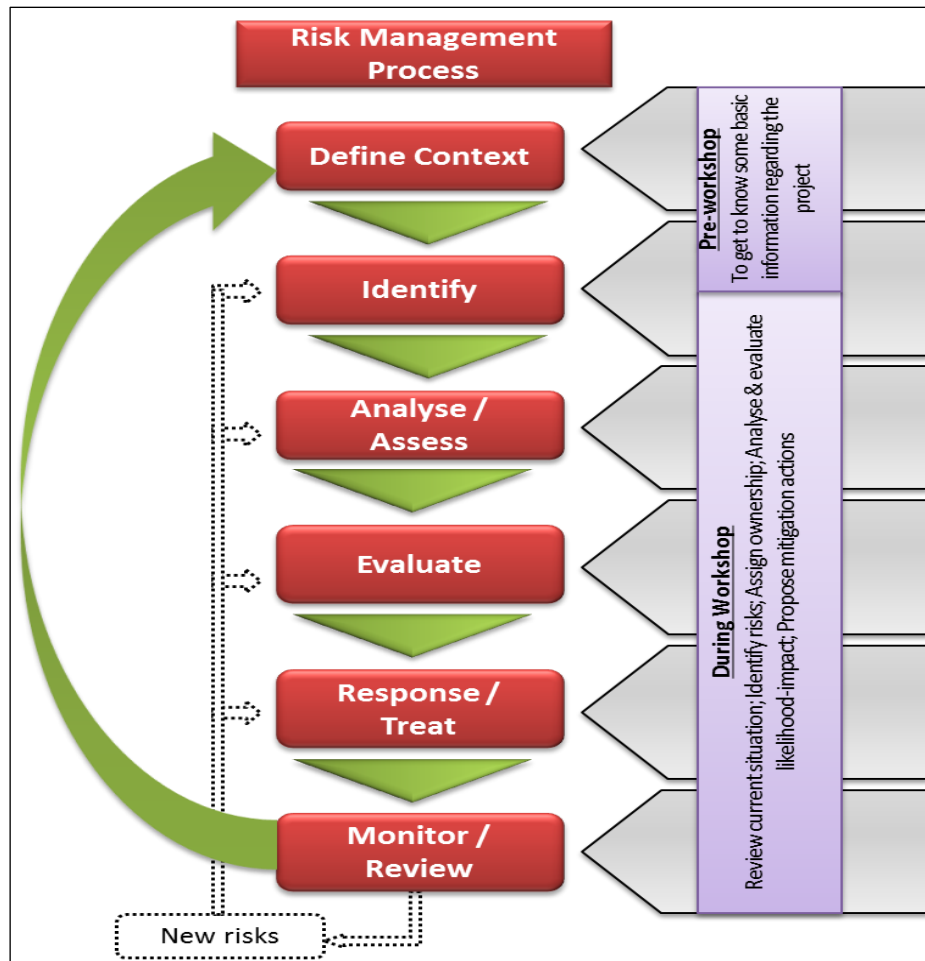 Risk Management
Process
Define Context
Identify
Analyse /
Assess
Evaluate
Response /
Treat
Monitor /
Review
New risks
Pre-workshop
To get to know some basic
information regarding the
project
During Workshop
Review current situation; Identify risks; Assign ownership; Analyse & evaluate
likelihood-impact; Propose mitigation actions